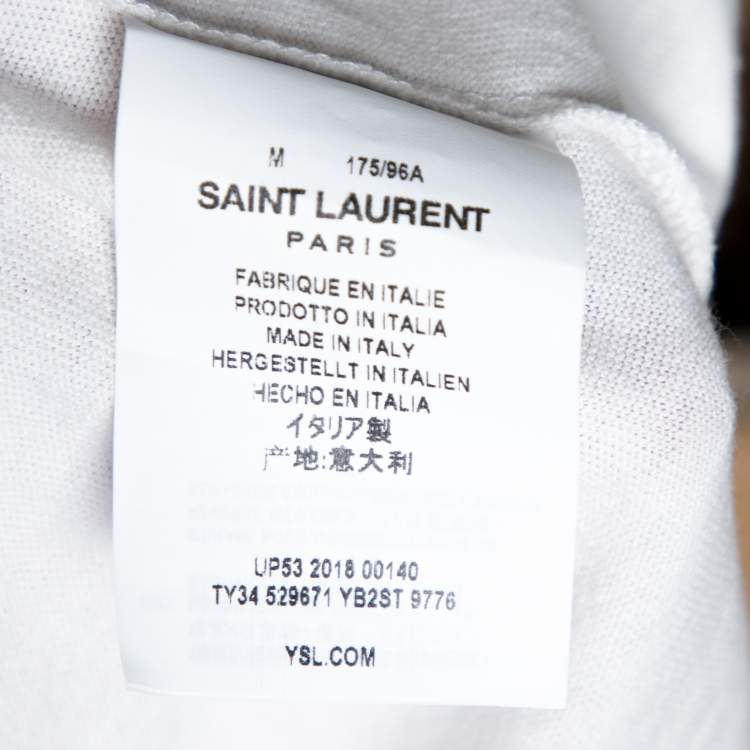 M 175/96A
SAINT LAURENT
PARIS
FABRIQUE EN ITALIE
PRODOTTO IN ITALIA
MADE IN ITALY
HERGESTELLT IN ITALIEN
HECHO EN ITALIA
イタリア製
产地:意大利
UP53 2018 00140
TY34 529671 YB2ST 9776
YSL.COM